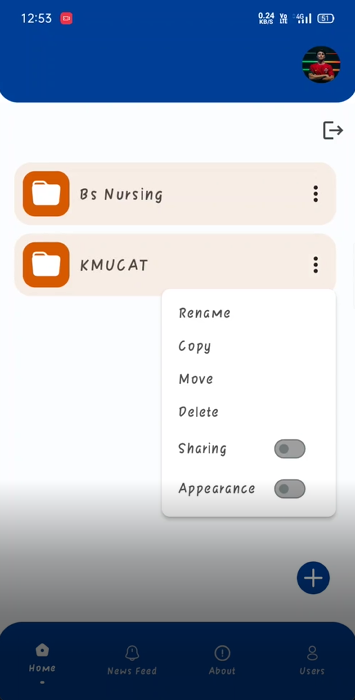 12:53
0.24 KB/S Vo LTE 4G 51
Bs Nursing
KMUCAT
Rename
Copy
Move
Delete
Sharing
Appearance
Home
News Feed
About
Users